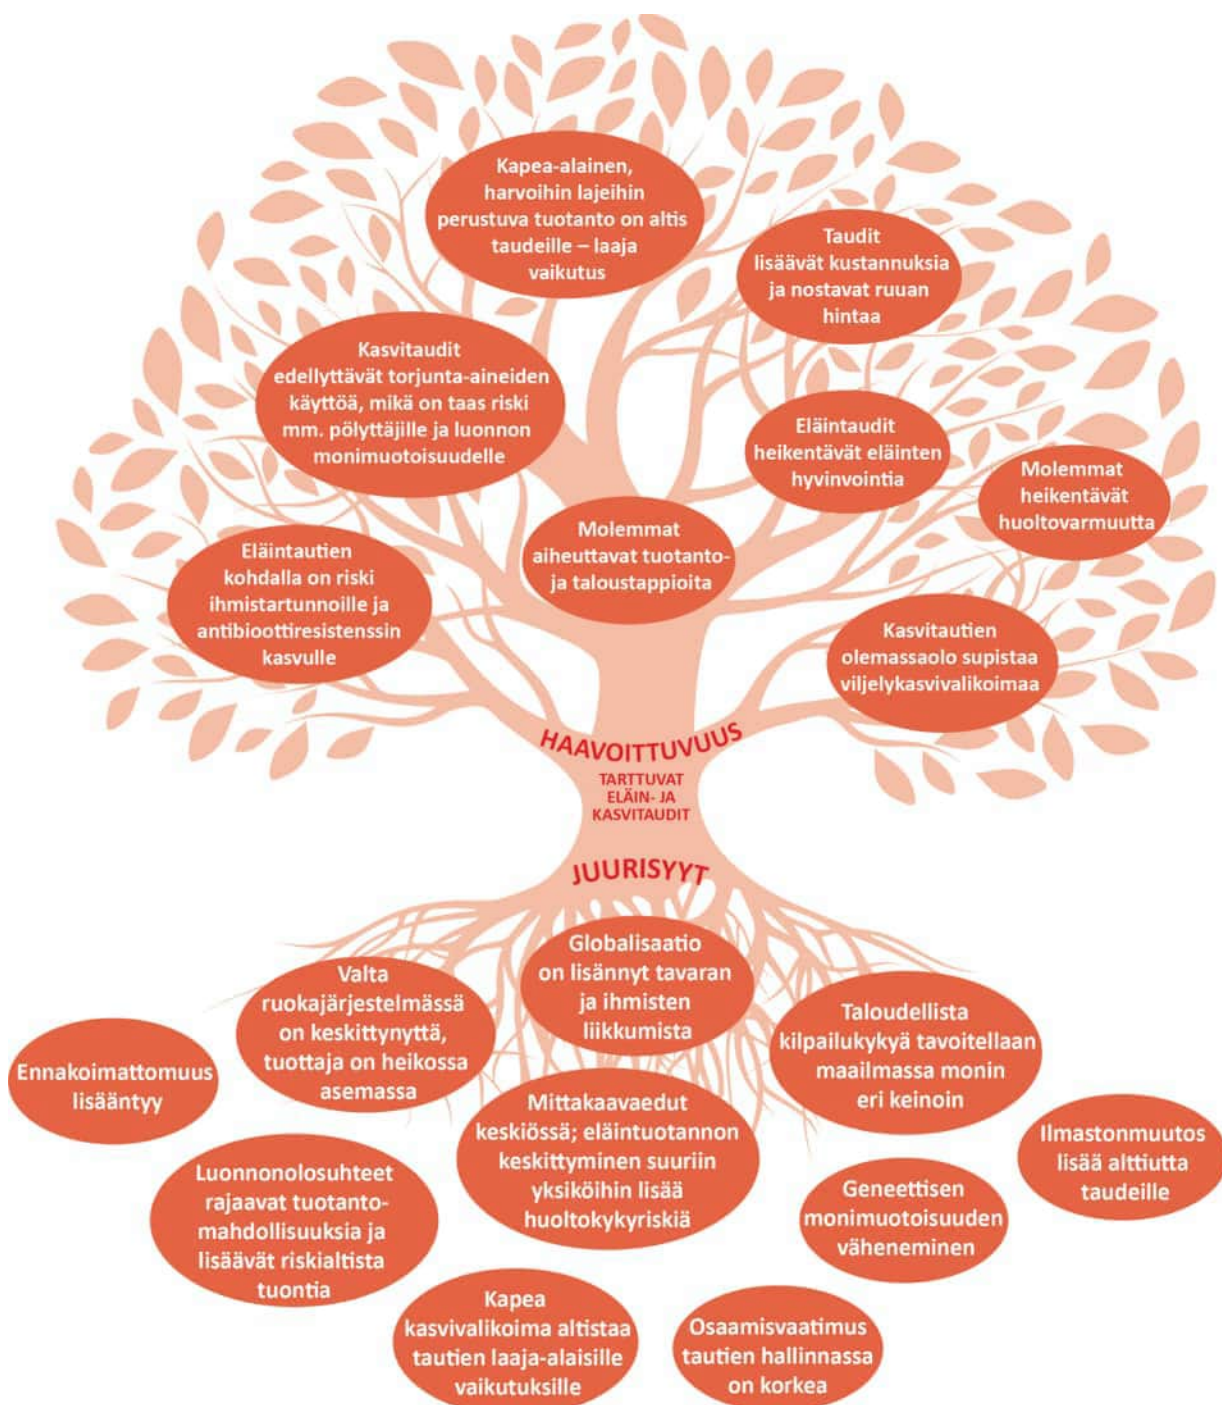 Kapea-alainen,
harvoihin lajeihin
perustuva tuotanto on altis
taudeille – laaja
vaikutus
Taudit
lisäävät kustannuksia
ja nostavat ruuan
hintaa
Kasvitaudit
edellyttävät torjunta-aineiden
käyttöä, mikä on taas riski
mm. pölyttäjille ja luonnon
monimuotoisuudelle
Eläintaudit
heikentävät eläinten
hyvinvointia
Molemmat
heikentävät
huoltovarmuutta
Molemmat
aiheuttavat tuotanto-
ja taloustappioita
Eläintautien
kohdalla on riski
ihmistartunnoille ja
antibioottiresistenssin
kasvulle
Kasvitautien
olemassaolo supistaa
viljelykasvivalikoimaa
HAAVOITTUVUUS
TARTTUVAT
ELÄIN- JA
KASVITAUDIT
JUURISYYT
Globalisaatio
on lisännyt tavaran
ja ihmisten
liikkumista
Valta
ruokajärjestelmässä
on keskittynyttä,
tuottaja on heikossa
asemassa
Taloudellista
kilpailukykyä tavoitellaan
maailmassa monin
eri keinoin
Ennakoimattomuus
lisääntyy
Mittakaavaedut
keskiössä; eläintuotannon
keskittyminen suuriin
yksiköihin lisää
huoltokykyriskiä
Ilmastonmuutos
lisää alttiutta
taudeille
Luonnonolosuhteet
rajaavat tuotanto-
mahdollisuuksia ja
lisäävät riskialtista
tuontia
Geneettisen
monimuotoisuuden
väheneminen
Kapea
kasvivalikoima altistaa
tautien laaja-alaisille
vaikutuksille
Osaamisvaatimus
tautien hallinnassa
on korkea